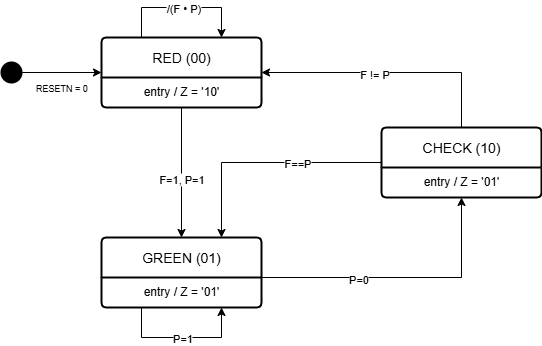 /(F • P)
RED (00)
entry / Z = '10'
RESETN = 0
F != P
CHECK (10)
entry / Z = '01'
F==P
F=1, P=1
GREEN (01)
entry / Z = '01'
P=0
P=1